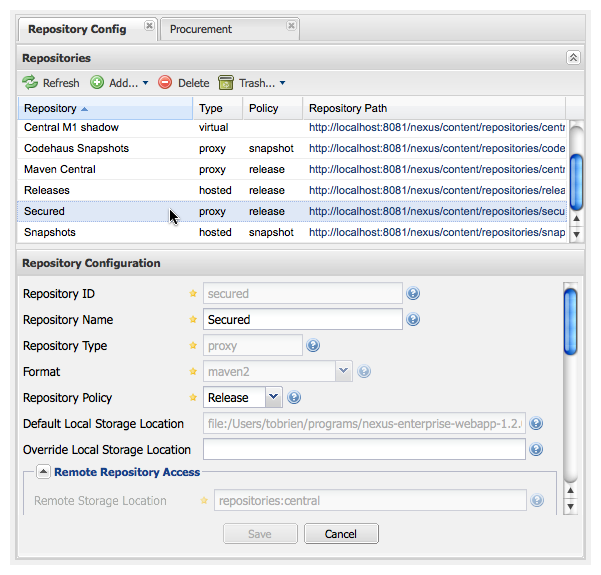 Repository Config Procurement
Repositories
Refresh Add... Delete Trash...
Repository Type Policy Repository Path
Central M1 shadow virtual http://localhost:8081/nexus/content/repositories/centr
Codehaus Snapshots proxy snapshot http://localhost:8081/nexus/content/repositories/code
Maven Central proxy release http://localhost:8081/nexus/content/repositories/centr
Releases hosted release http://localhost:8081/nexus/content/repositories/relea
Secured proxy release http://localhost:8081/nexus/content/repositories/secu
Snapshots hosted snapshot http://localhost:8081/nexus/content/repositories/snap
Repository Configuration
Repository ID secured
Repository Name Secured
Repository Type proxy
Format maven2
Repository Policy Release
Default Local Storage Location file:/Users/tobrien/programs/nexus-enterprise-webapp-1.2.
Override Local Storage Location
Remote Repository Access
Remote Storage Location repositories:central
Save Cancel